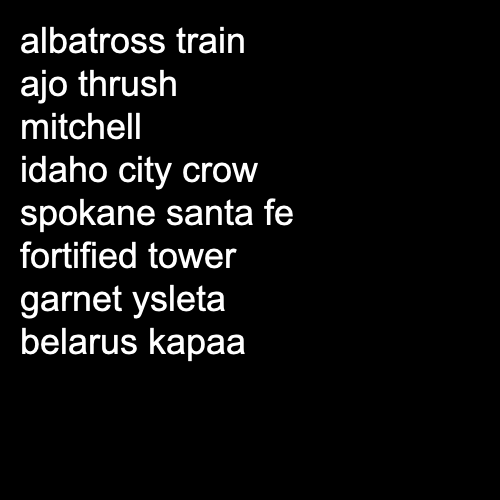 albatross train
ajo thrush
mitchell
idaho city crow
spokane santa fe
fortified tower
garnet ysleta
belarus kapaa